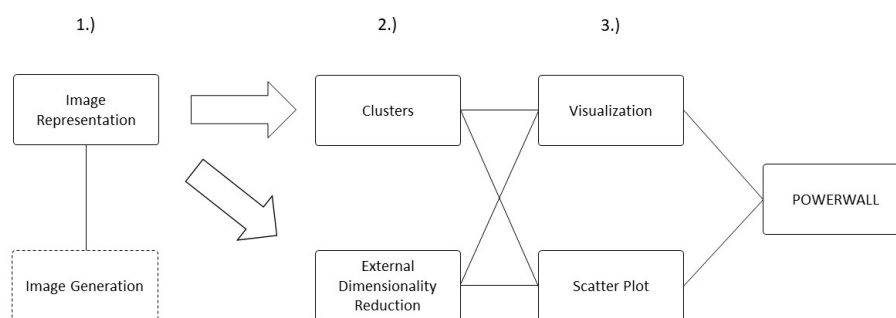 1.)
2.)
3.)
Image
Representation
Clusters
Visualization
POWERWALL
Image Generation
External
Dimensionality
Reduction
Scatter Plot